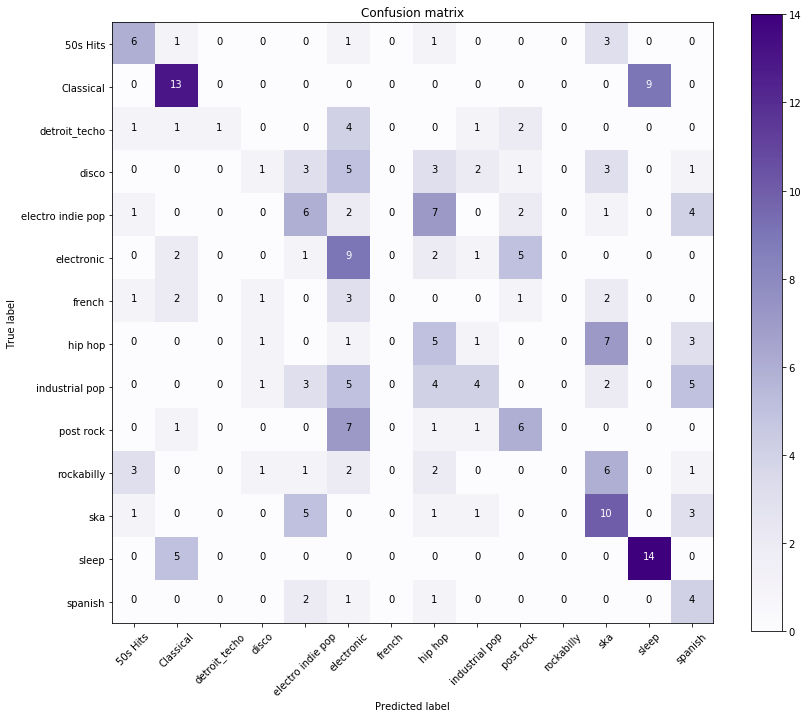 Confusion matrix
50s Hits 6 1 0 0 0 1 0 1 0 0 0 3 0 0
Classical 0 13 0 0 0 0 0 0 0 0 0 0 9 0
detroit_techo 1 1 1 0 0 4 0 0 1 2 0 0 0 0
disco 0 0 0 1 3 5 0 3 2 1 0 3 0 1
electro indie pop 1 0 0 0 6 2 0 7 0 2 0 1 0 4
electronic 0 2 0 0 1 9 0 2 1 5 0 0 0 0
french 1 2 0 1 0 3 0 0 0 1 0 2 0 0
hip hop 0 0 0 1 0 1 0 5 1 0 0 7 0 3
industrial pop 0 0 0 1 3 5 0 4 4 0 0 2 0 5
post rock 0 1 0 0 0 7 0 1 1 6 0 0 0 0
rockabilly 3 0 0 1 1 2 0 2 0 0 0 6 0 1
ska 1 0 0 0 5 0 0 1 1 0 0 10 0 3
sleep 0 5 0 0 0 0 0 0 0 0 0 0 14 0
spanish 0 0 0 0 2 1 0 1 0 0 0 0 0 4
True label
50s Hits Classical detroit_techo disco electro indie pop electronic french hip hop industrial pop post rock rockabilly ska sleep spanish
Predicted label
14
12
10
8
6
4
2
0